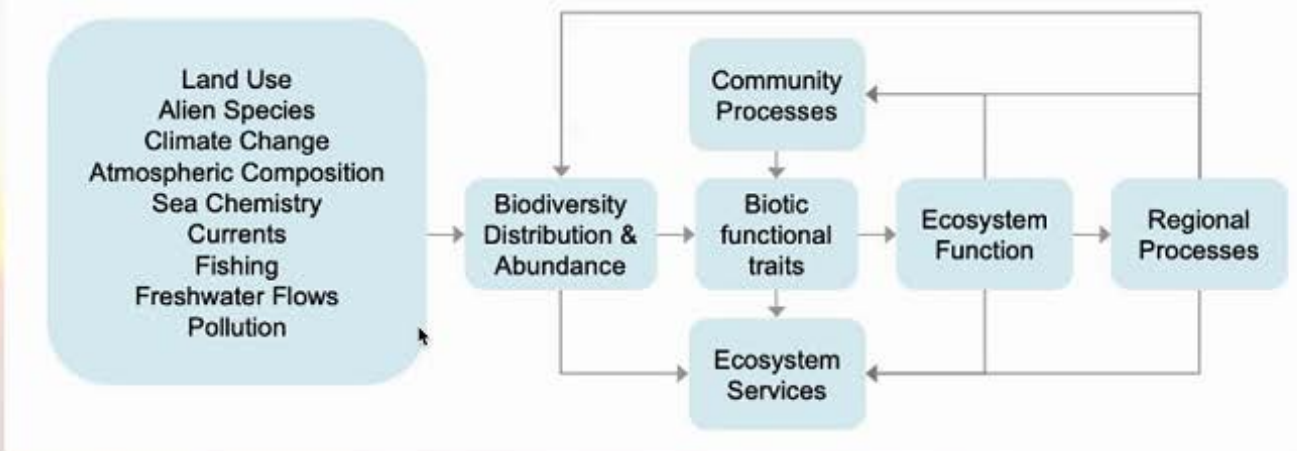 Land Use
Alien Species
Climate Change
Atmospheric Composition
Sea Chemistry
Currents
Fishing
Freshwater Flows
Pollution
Biodiversity
Distribution &
Abundance
Community
Processes
Biotic
functional
traits
Ecosystem
Services
Ecosystem
Function
Regional
Processes